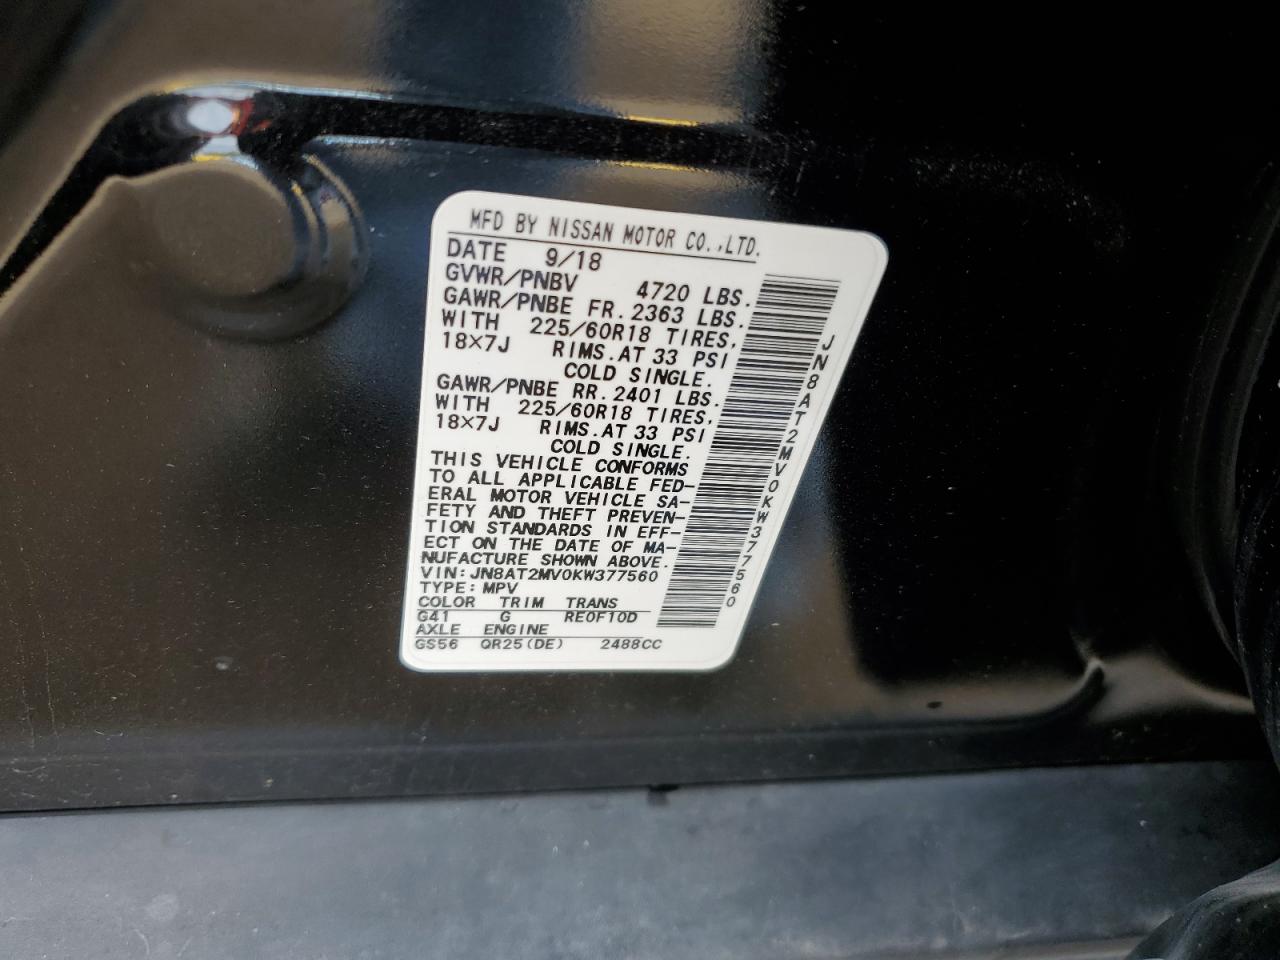 MFD BY NISSAN MOTOR CO.,LTD.
DATE 9/18
GVWR/PNBV 4720 LBS.
GAWR/PNBE FR. 2363 LBS.
WITH 225/60R18 TIRES,
18×7J RIMS.AT 33 PSI
COLD SINGLE.
GAWR/PNBE RR. 2401 LBS.
WITH 225/60R18 TIRES,
18×7J RIMS.AT 33 PSI
COLD SINGLE.
THIS VEHICLE CONFORMS
TO ALL APPLICABLE FED-
ERAL MOTOR VEHICLE SA-
FETY AND THEFT PREVEN-
TION STANDARDS IN EFF-
ECT ON THE DATE OF MA-
NUFACTURE SHOWN ABOVE.
VIN:JN8AT2MV0KW377560
TYPE:MPV
COLOR TRIM TRANS
G41 G RE0F10D
AXLE ENGINE
GS56 QR25(DE) 2488CC
JN8AT2MV0KW377560